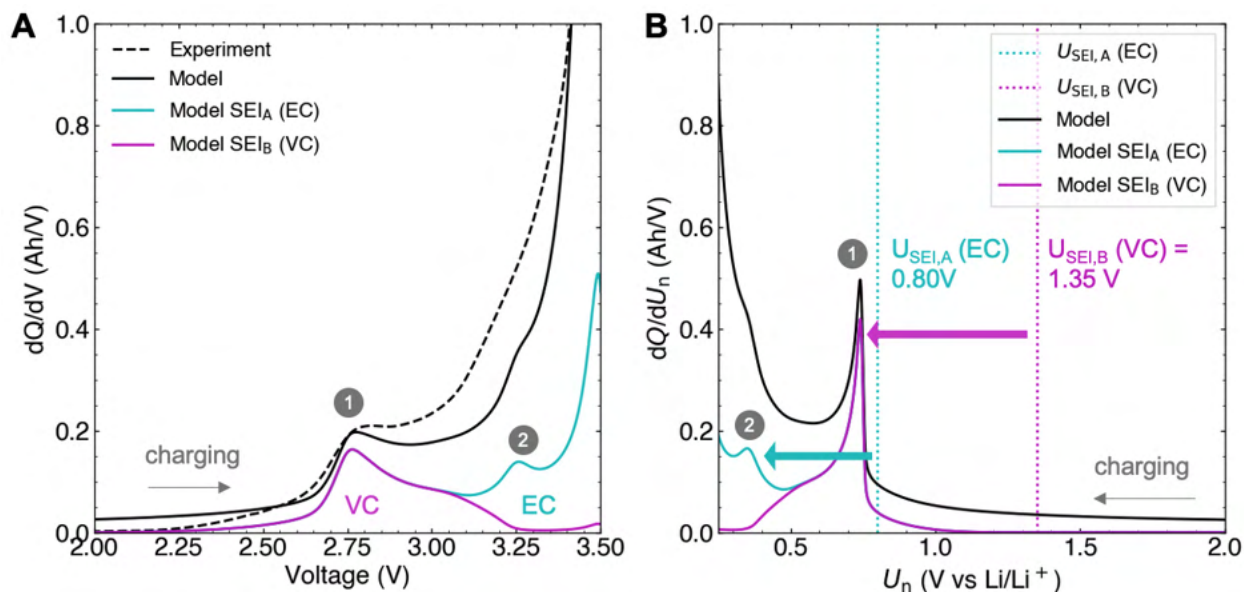 A
Experiment
Model
Model SEI_A (EC)
Model SEI_B (VC)
1
2
charging
VC
EC
dQ/dV (Ah/V)
1.0
0.8
0.6
0.4
0.2
0.0
2.00 2.25 2.50 2.75 3.00 3.25 3.50
Voltage (V)
B
U_SEI, A (EC)
U_SEI, B (VC)
Model
Model SEI_A (EC)
Model SEI_B (VC)
1
U_SEI,A (EC)
0.80V
U_SEI,B (VC) =
1.35 V
2
charging
dQ/dU_n (Ah/V)
1.0
0.8
0.6
0.4
0.2
0.0
0.5 1.0 1.5 2.0
U_n (V vs Li/Li⁺)